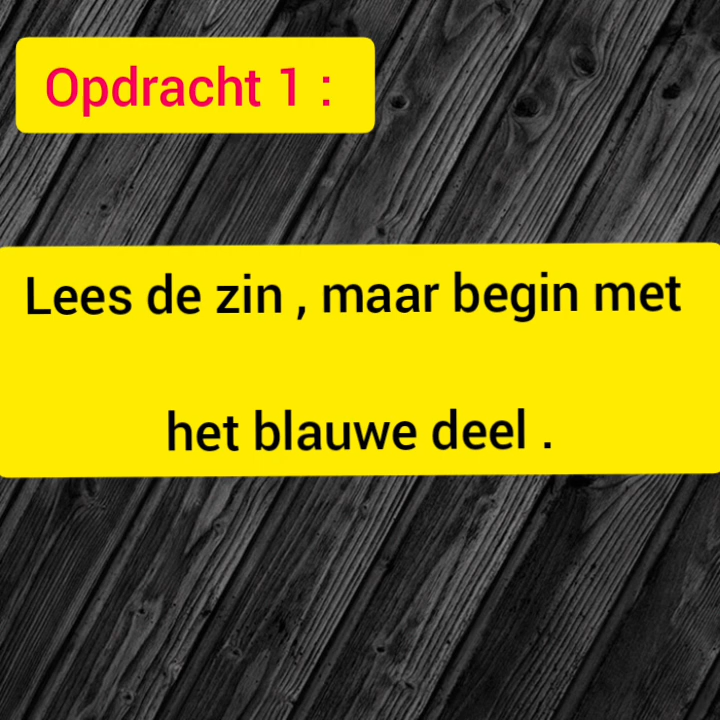 Opdracht 1 :
Lees de zin , maar begin met
het blauwe deel .